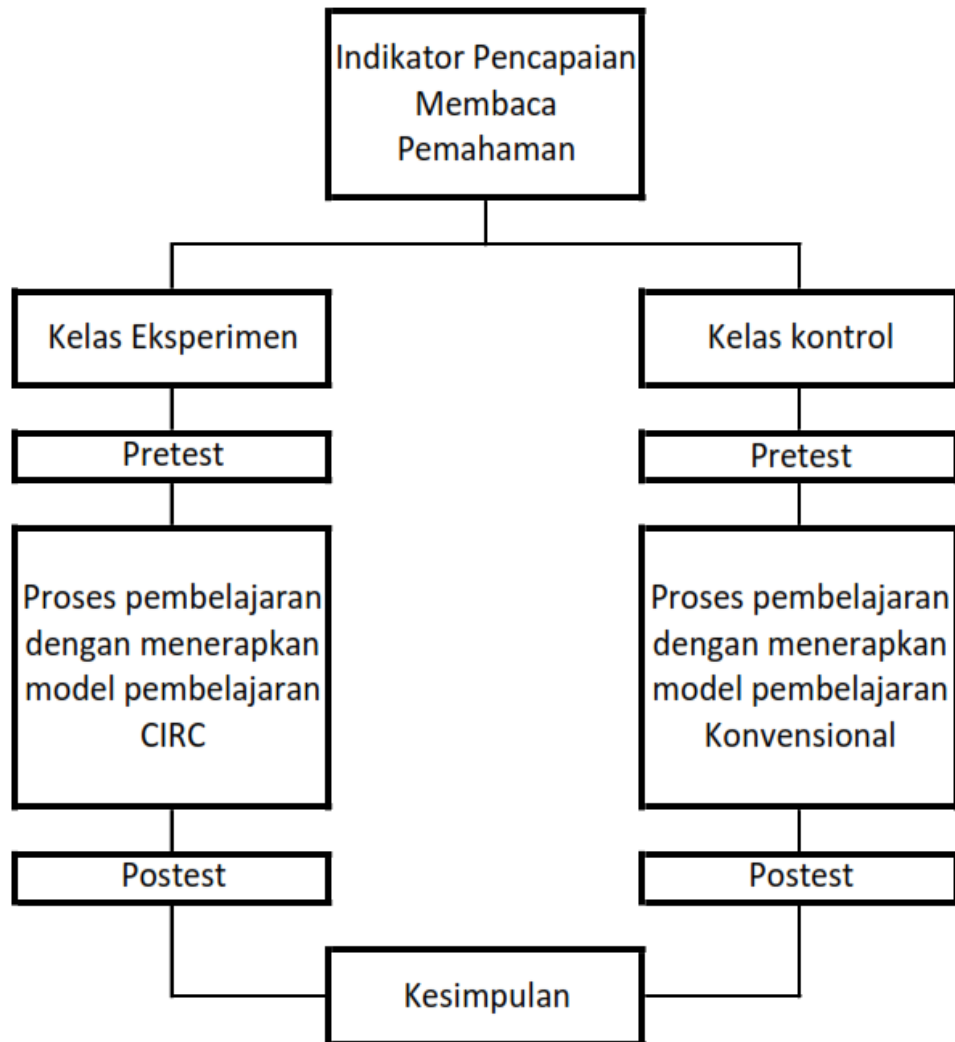 Indikator Pencapaian
Membaca
Pemahaman
Kelas Eksperimen
Kelas kontrol
Pretest
Pretest
Proses pembelajaran
dengan menerapkan
model pembelajaran
CIRC
Proses pembelajaran
dengan menerapkan
model pembelajaran
Konvensional
Postest
Postest
Kesimpulan